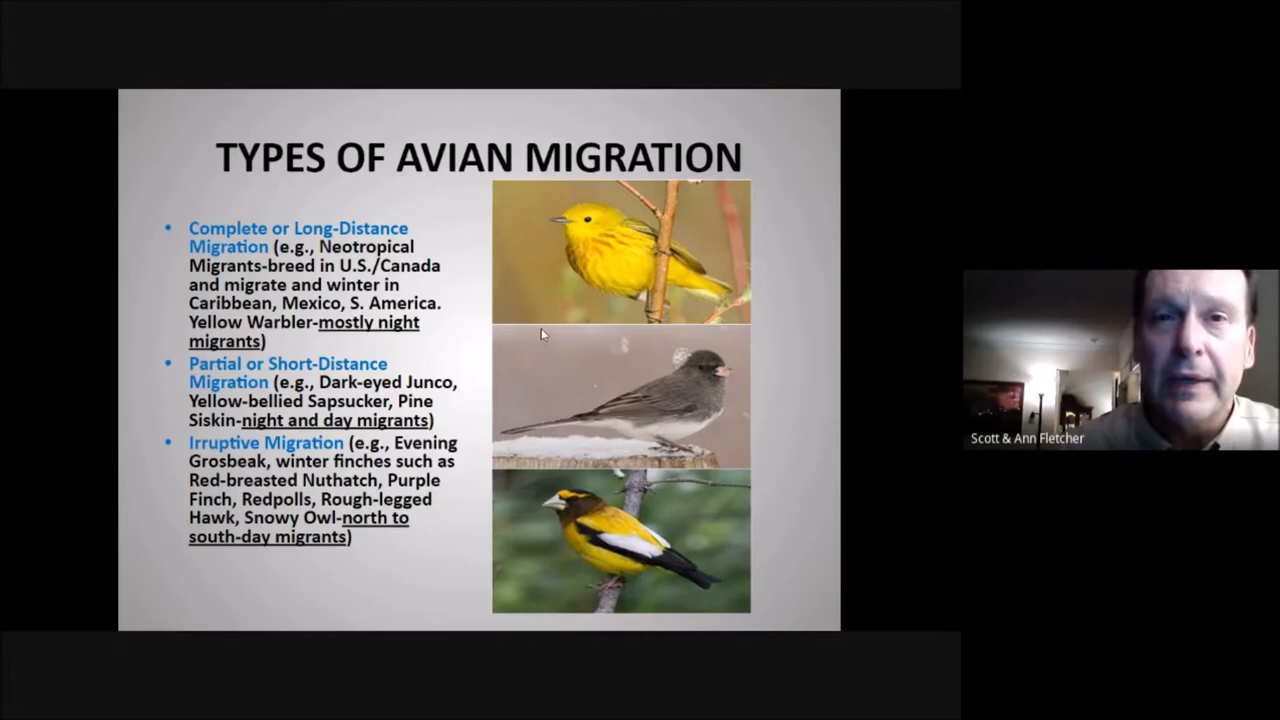 TYPES OF AVIAN MIGRATION
• Complete or Long-Distance
Migration (e.g., Neotropical
Migrants-breed in U.S./Canada
and migrate and winter in
Caribbean, Mexico, S. America.
Yellow Warbler-mostly night
migrants)
• Partial or Short-Distance
Migration (e.g., Dark-eyed Junco,
Yellow-bellied Sapsucker, Pine
Siskin-night and day migrants)
• Irruptive Migration (e.g., Evening
Grosbeak, winter finches such as
Red-breasted Nuthatch, Purple
Finch, Redpolls, Rough-legged
Hawk, Snowy Owl-north to
south-day migrants)
Scott & Ann Fletcher